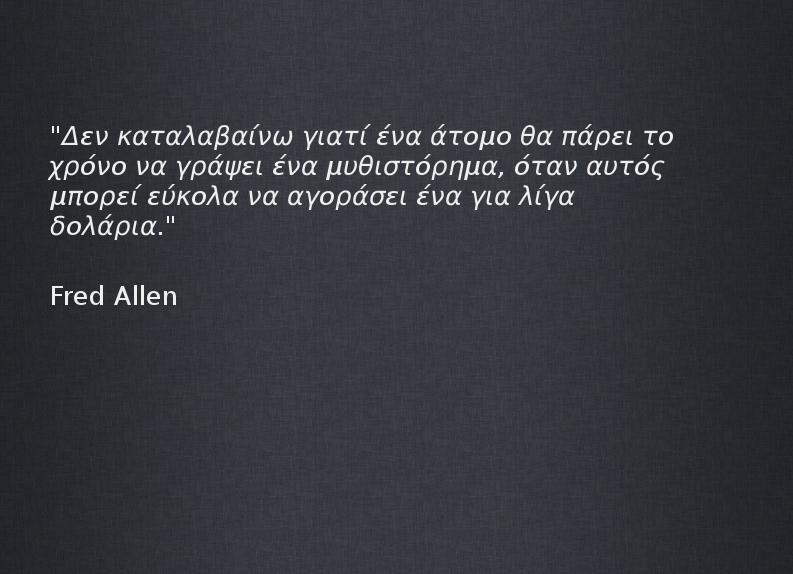 "Δεν καταλαβαίνω γιατί ένα άτομο θα πάρει το
χρόνο να γράψει ένα μυθιστόρημα, όταν αυτός
μπορεί εύκολα να αγοράσει ένα για λίγα
δολάρια."
Fred Allen